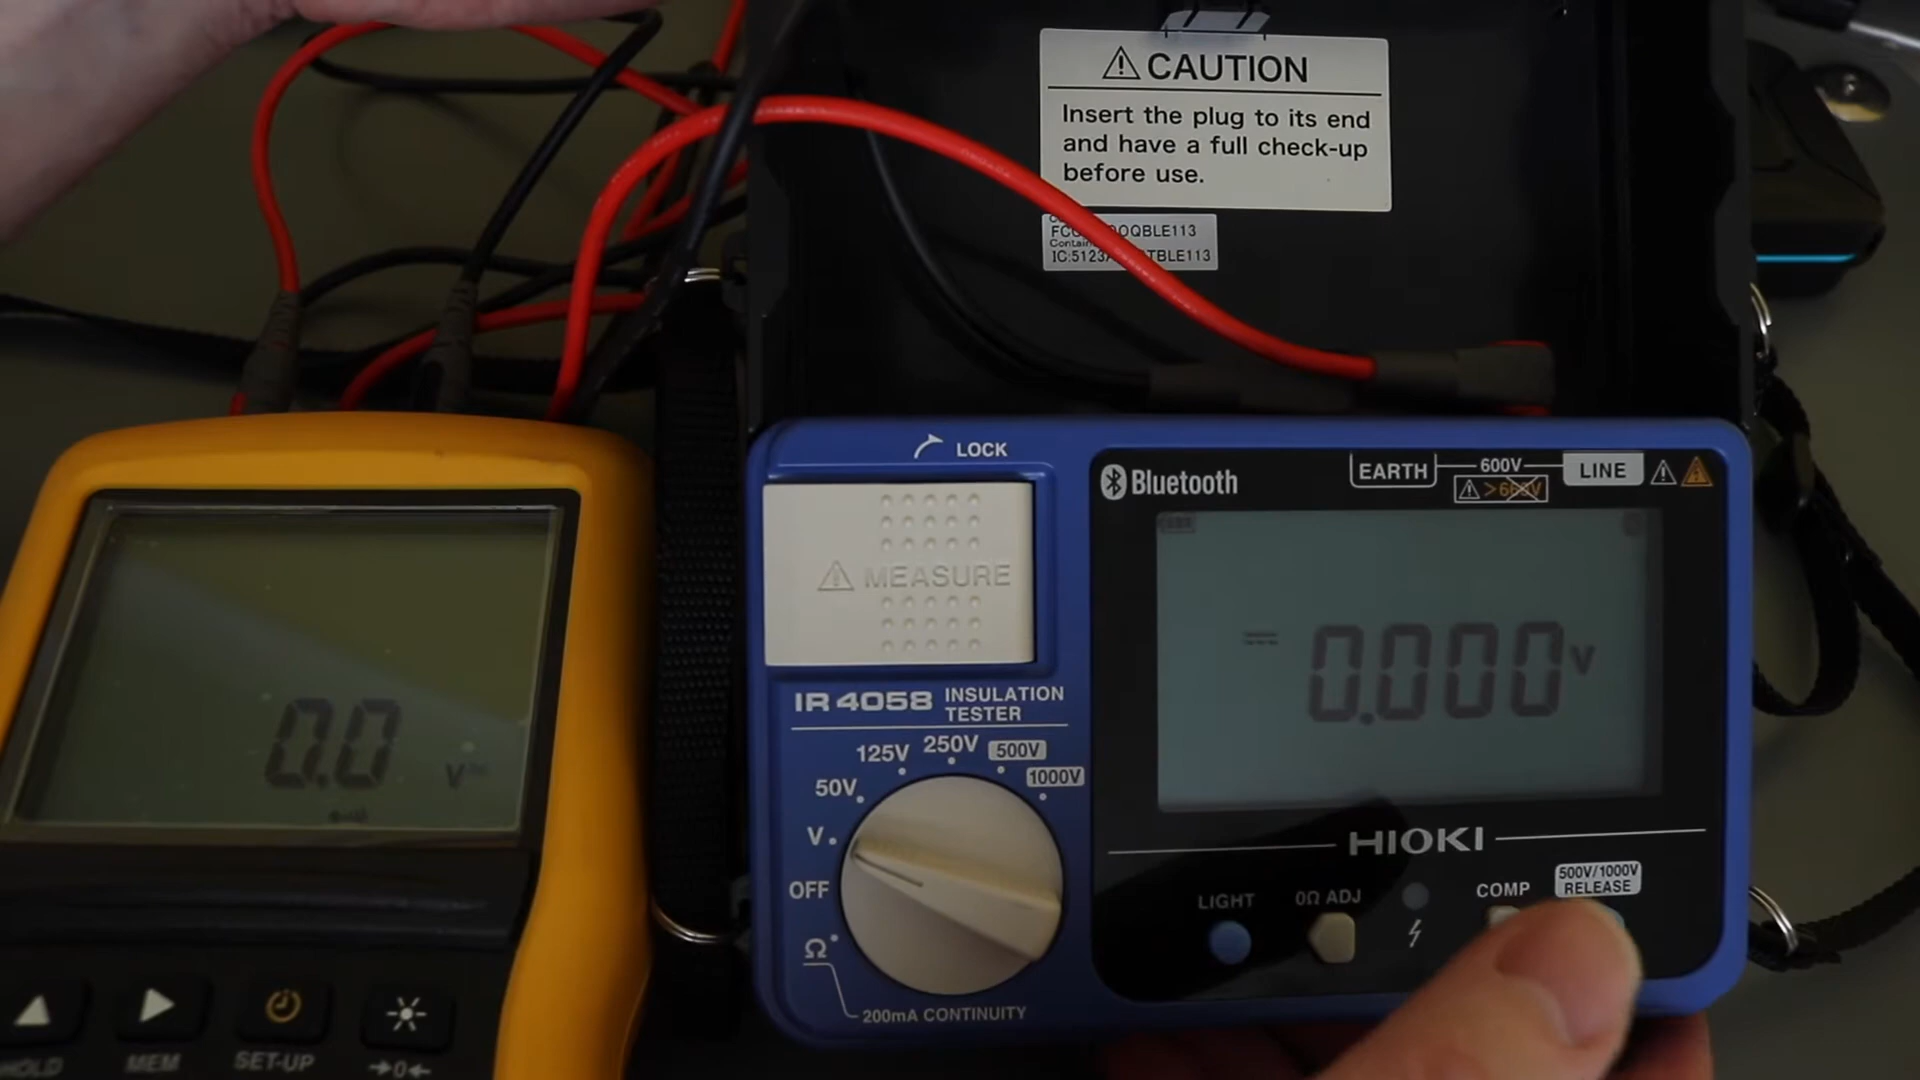 CAUTION
Insert the plug to its end
and have a full check-up
before use.
OQBLE113
IC:5123
TBLE113
LOCK
MEASURE
IR 4058 INSULATION
TESTER
Bluetooth
EARTH
600V
LINE
0.000 V
HIOKI
LIGHT
0Ω ADJ
COMP
500V/1000V
RELEASE
50V
125V
250V
500V
1000V
V
OFF
Ω
200mA CONTINUITY
0.0 V
HOLD
MEM
SET-UP
→0←